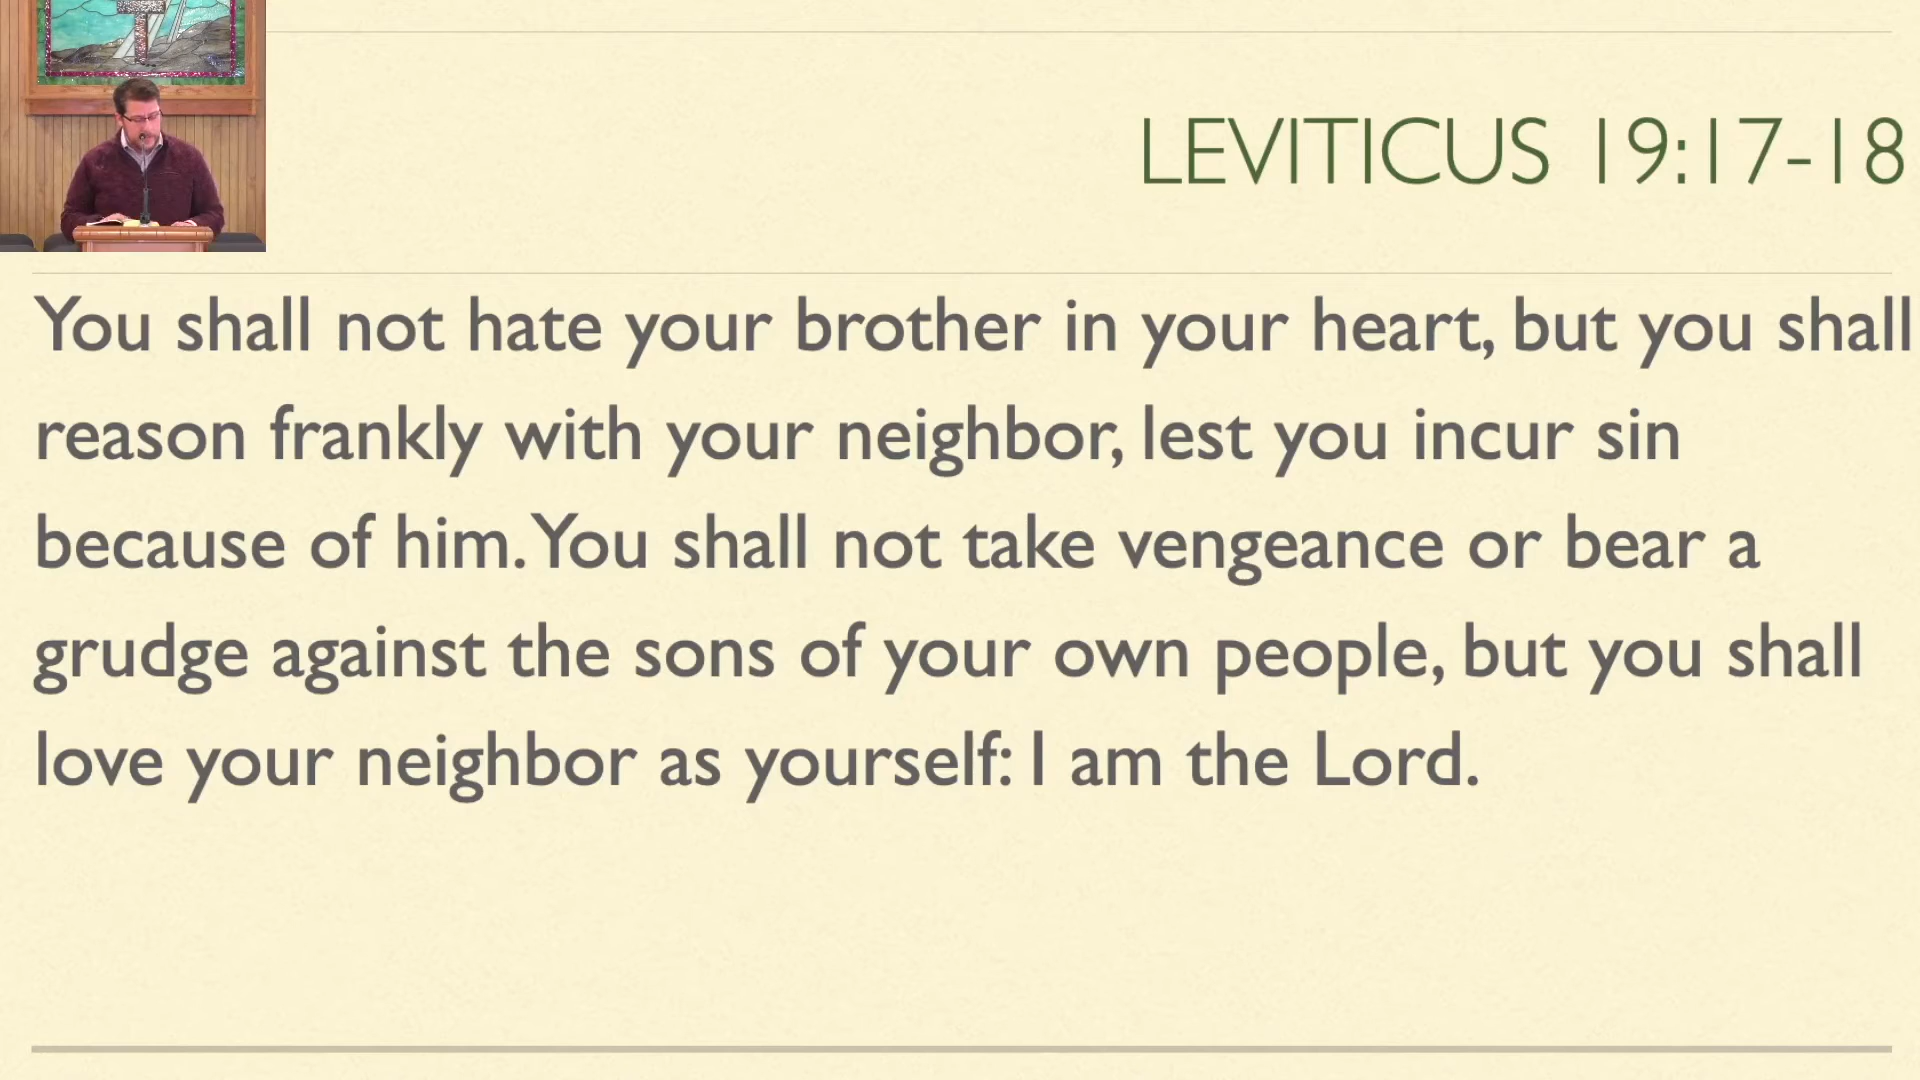 LEVITICUS 19:17-18
You shall not hate your brother in your heart, but you shall
reason frankly with your neighbor, lest you incur sin
because of him. You shall not take vengeance or bear a
grudge against the sons of your own people, but you shall
love your neighbor as yourself: I am the Lord.